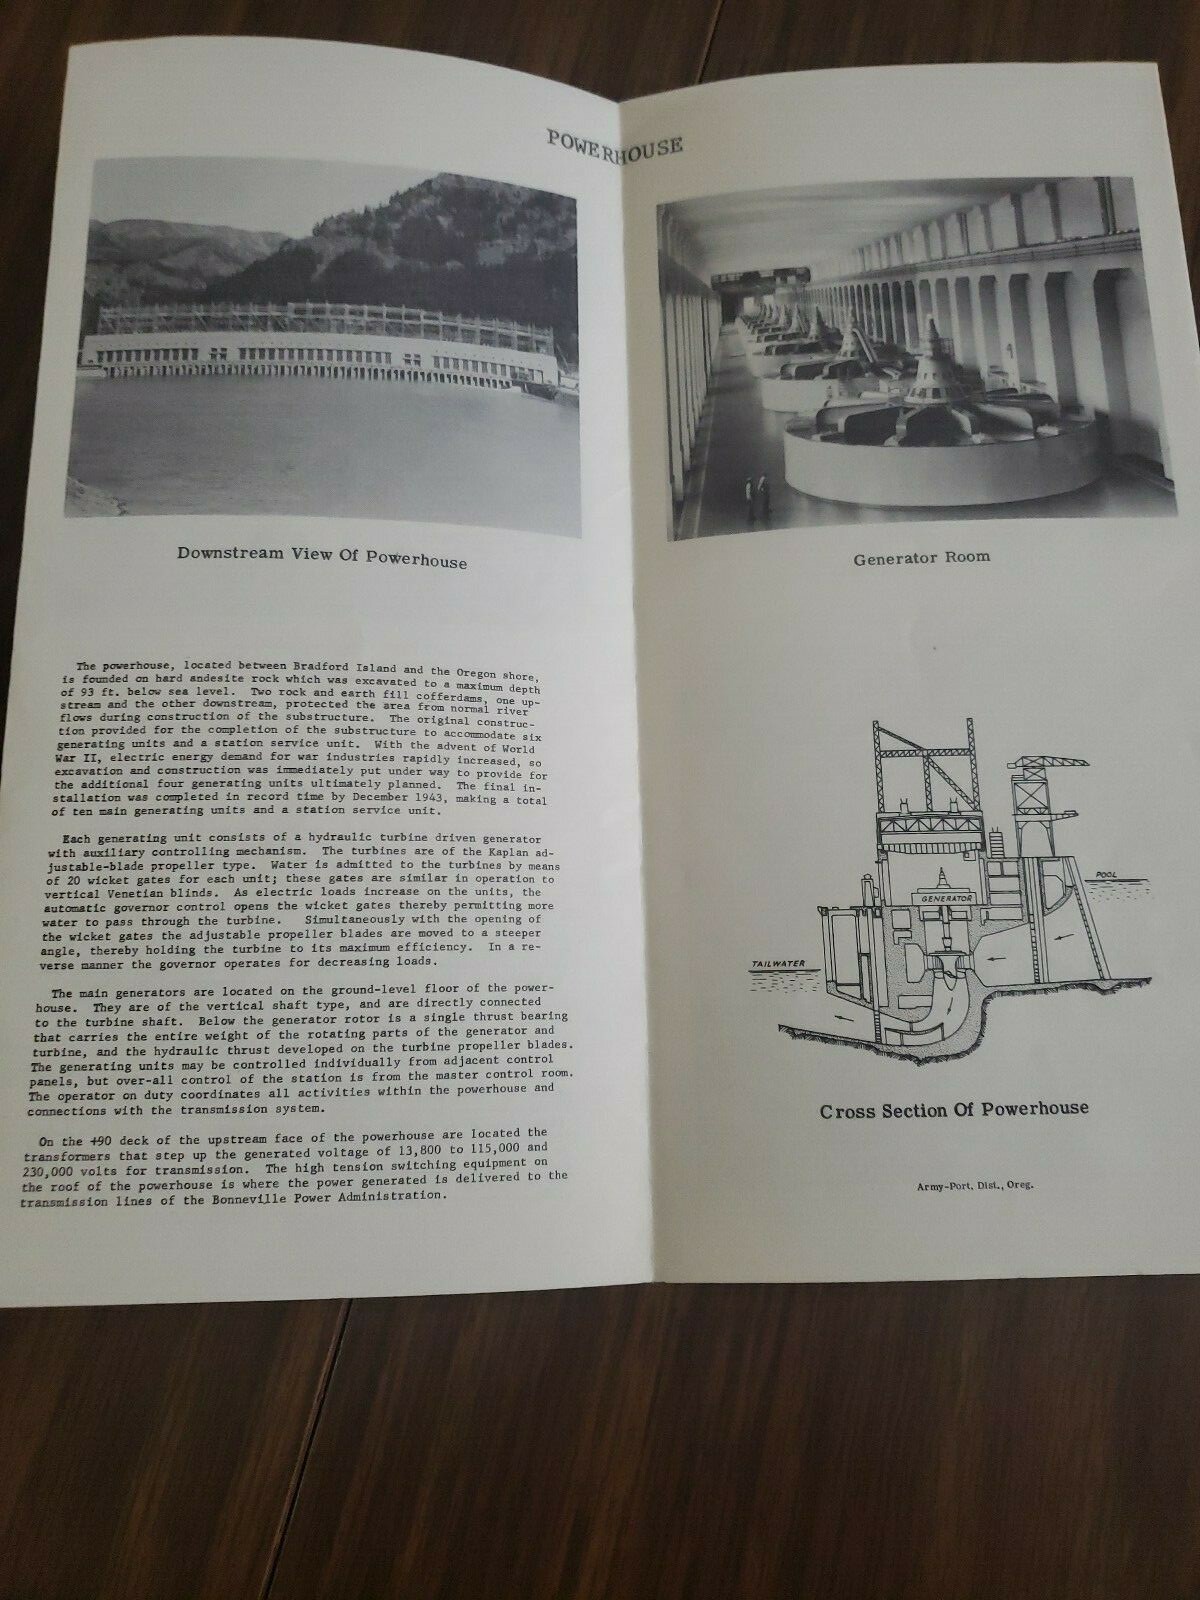 POWERHOUSE
Downstream View Of Powerhouse
The powerhouse, located between Bradford Island and the Oregon shore,
is founded on hard andesite rock which was excavated to a maximum depth
of 93 ft. below sea level. Two rock and earth fill cofferdams, one up-
stream and the other downstream, protected the area from normal river
flows during construction of the substructure. The original construc-
tion provided for the completion of the substructure to accommodate six
generating units and a station service unit. With the advent of World
War II, electric energy demand for war industries rapidly increased, so
excavation and construction was immediately put under way to provide for
the additional four generating units ultimately planned. The final in-
stallation was completed in record time by December 1943, making a total
of ten main generating units and a station service unit.
Each generating unit consists of a hydraulic turbine driven generator
with auxiliary controlling mechanism. The turbines are of the Kaplan ad-
justable-blade propeller type. Water is admitted to the turbines by means
of 20 wicket gates for each unit; these gates are similar in operation to
vertical Venetian blinds. As electric loads increase on the units, the
automatic governor control opens the wicket gates thereby permitting more
water to pass through the turbine. Simultaneously with the opening of
the wicket gates the adjustable propeller blades are moved to a steeper
angle, thereby holding the turbine to its maximum efficiency. In a re-
verse manner the governor operates for decreasing loads.
The main generators are located on the ground-level floor of the power-
house. They are of the vertical shaft type, and are directly connected
to the turbine shaft. Below the generator rotor is a single thrust bearing
that carries the entire weight of the rotating parts of the generator and
turbine, and the hydraulic thrust developed on the turbine propeller blades.
The generating units may be controlled individually from adjacent control
panels, but over-all control of the station is from the master control room.
The operator on duty coordinates all activities within the powerhouse and
connections with the transmission system.
On the +90 deck of the upstream face of the powerhouse are located the
transformers that step up the generated voltage of 13,800 to 115,000 and
230,000 volts for transmission. The high tension switching equipment on
the roof of the powerhouse is where the power generated is delivered to the
transmission lines of the Bonneville Power Administration.
Generator Room
POOL
GENERATOR
TAILWATER
Cross Section Of Powerhouse
Army-Port. Dist., Oreg.